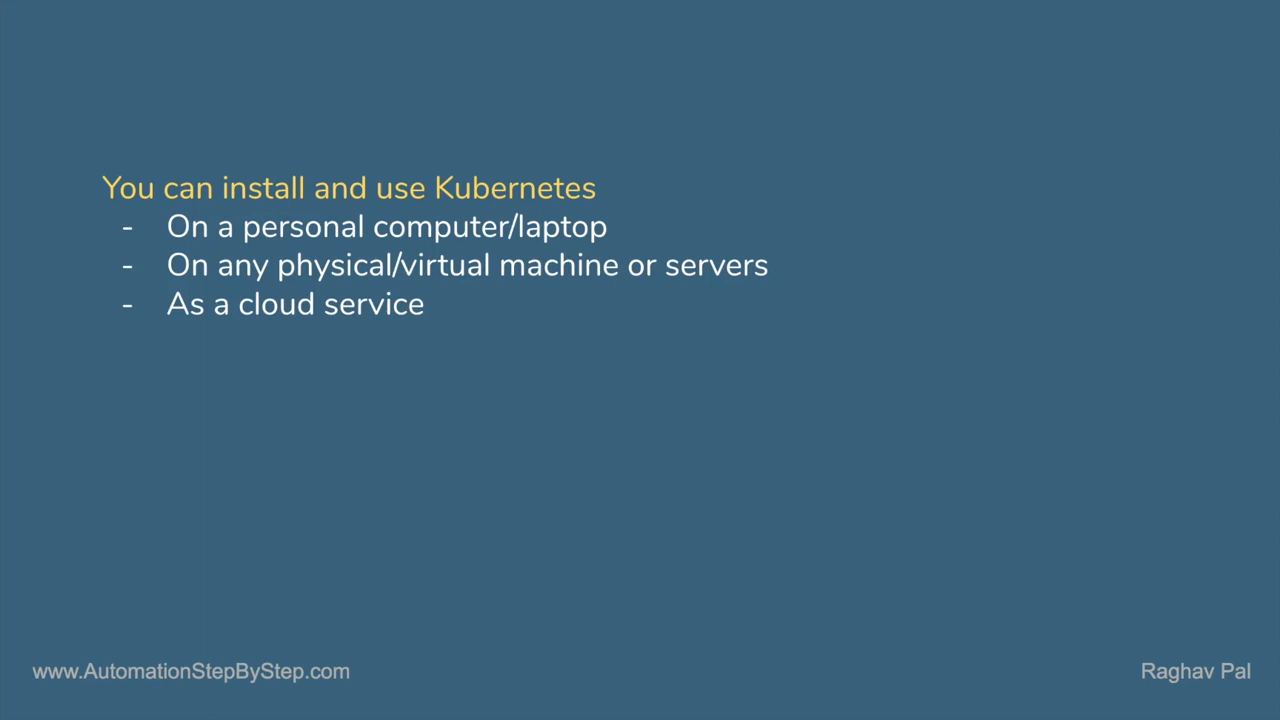 You can install and use Kubernetes
- On a personal computer/laptop
- On any physical/virtual machine or servers
- As a cloud service
www.AutomationStepByStep.com
Raghav Pal